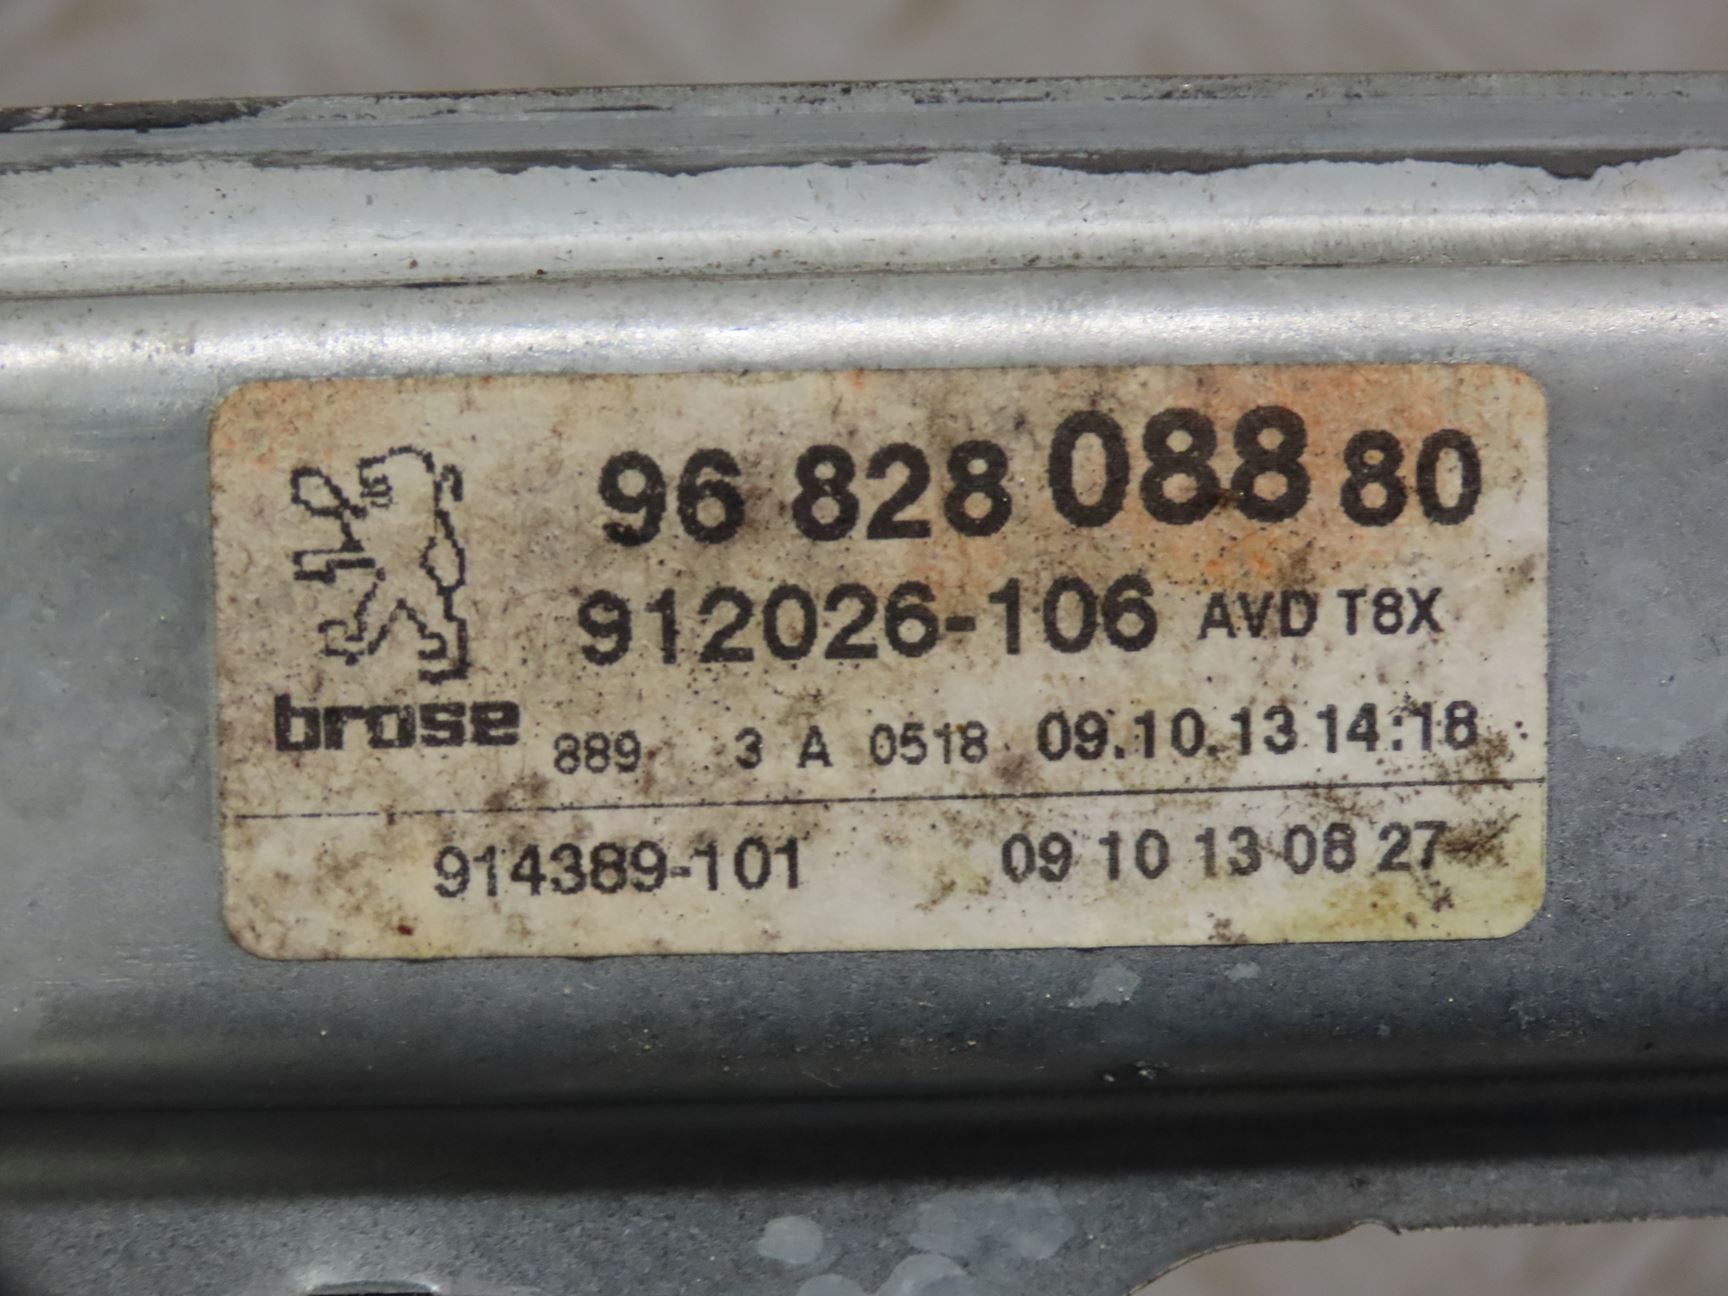 96 828 088 80
912026-106 AVD T8X
brose
889 3 A 0518 09.10.13 14:18
914389-101 09 10 13 08 27